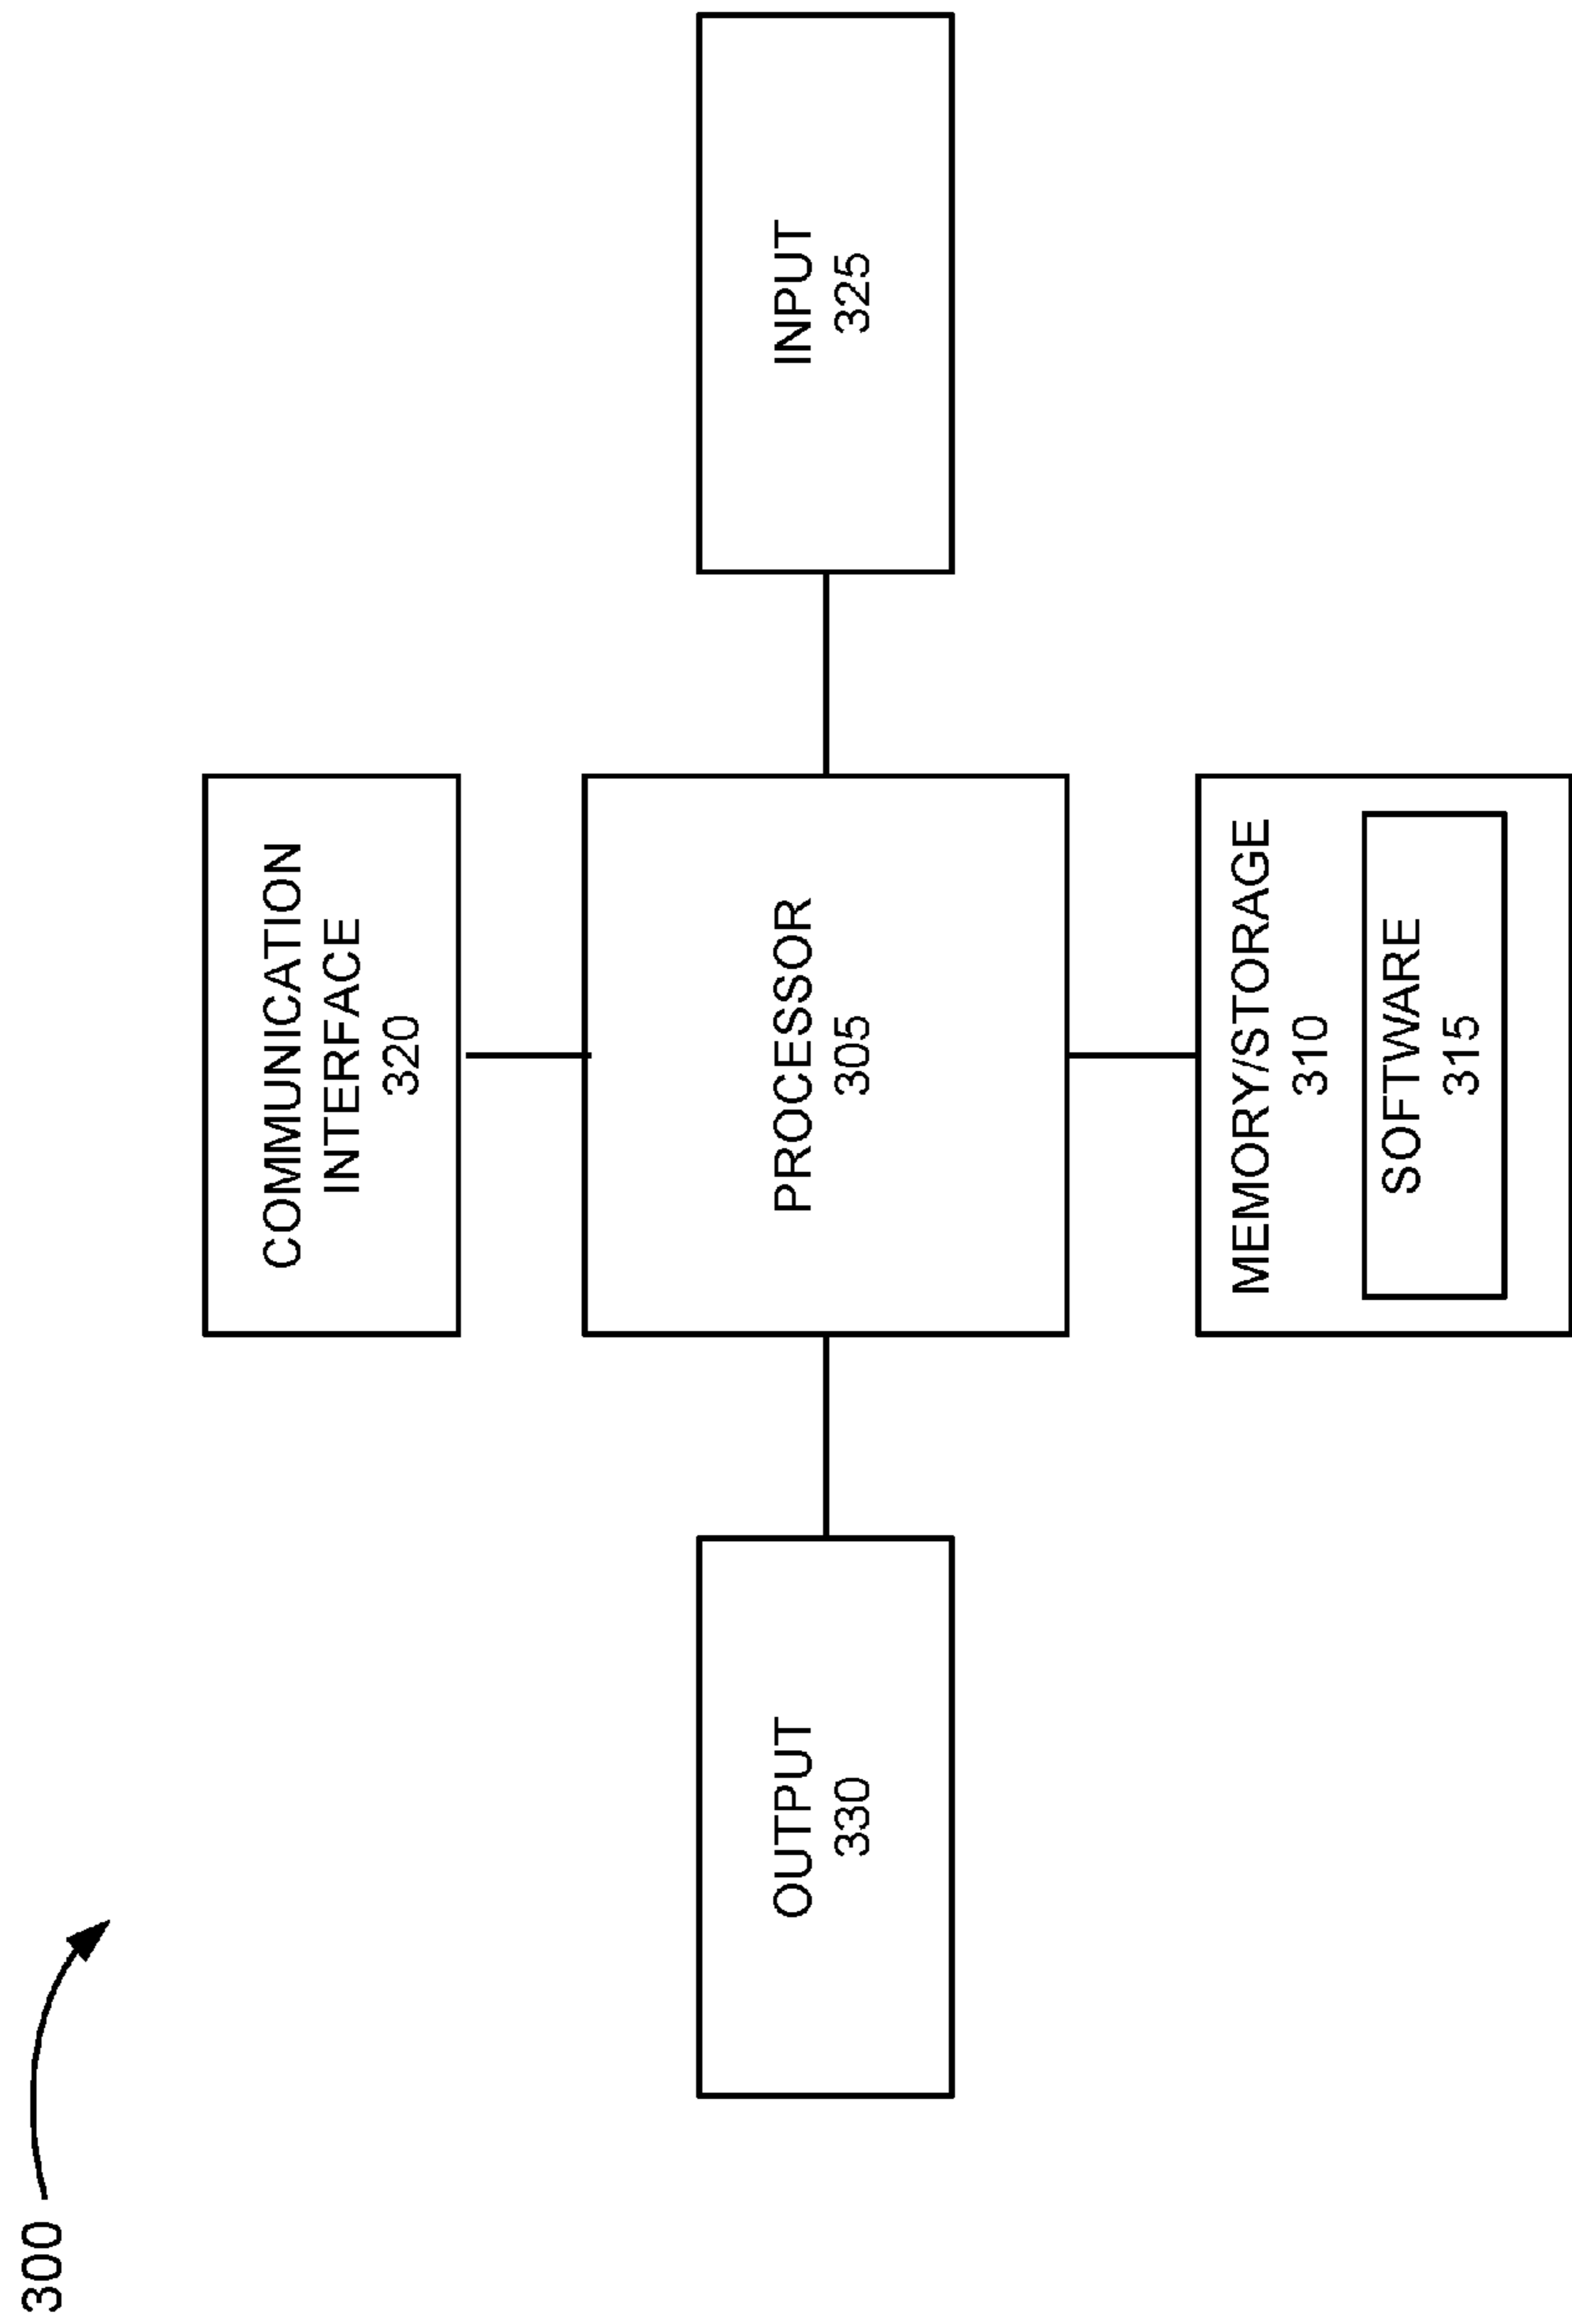 300
COMMUNICATION
INTERFACE
320
OUTPUT
330
PROCESSOR
305
INPUT
325
MEMORY/STORAGE
310
SOFTWARE
315